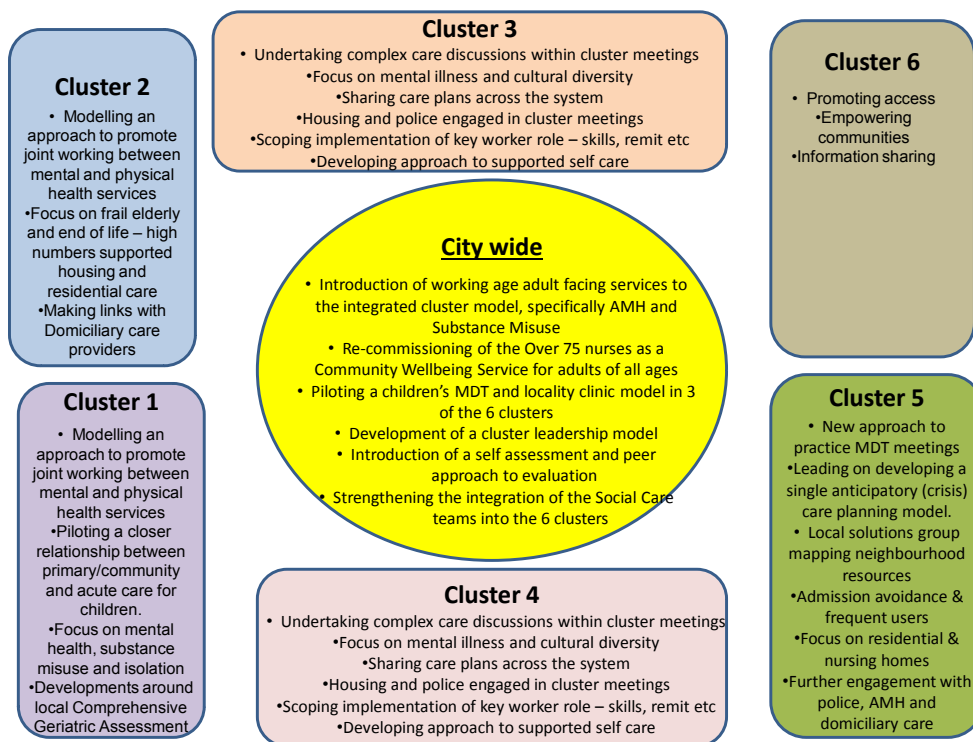 Cluster 3
• Undertaking complex care discussions within cluster meetings
•Focus on mental illness and cultural diversity
•Sharing care plans across the system
•Housing and police engaged in cluster meetings
•Scoping implementation of key worker role – skills, remit etc
•Developing approach to supported self care
Cluster 2
• Modelling an
approach to promote
joint working between
mental and physical
health services
•Focus on frail elderly
and end of life – high
numbers supported
housing and
residential care
•Making links with
Domiciliary care
providers
Cluster 6
• Promoting access
•Empowering
communities
•Information sharing
City wide
• Introduction of working age adult facing services to
the integrated cluster model, specifically AMH and
Substance Misuse
• Re-commissioning of the Over 75 nurses as a
Community Wellbeing Service for adults of all ages
• Piloting a children's MDT and locality clinic model in 3
of the 6 clusters
• Development of a cluster leadership model
• Introduction of a self assessment and peer
approach to evaluation
• Strengthening the integration of the Social Care
teams into the 6 clusters
Cluster 1
• Modelling an
approach to promote
joint working between
mental and physical
health services
•Piloting a closer
relationship between
primary/community
and acute care for
children.
•Focus on mental
health, substance
misuse and isolation
•Developments around
local Comprehensive
Geriatric Assessment
Cluster 5
• New approach to
practice MDT meetings
•Leading on developing a
single anticipatory (crisis)
care planning model.
• Local solutions group
mapping neighbourhood
resources
•Admission avoidance &
frequent users
•Focus on residential &
nursing homes
•Further engagement with
police, AMH and
domiciliary care
Cluster 4
• Undertaking complex care discussions within cluster meetings
•Focus on mental illness and cultural diversity
•Sharing care plans across the system
•Housing and police engaged in cluster meetings
•Scoping implementation of key worker role – skills, remit etc
•Developing approach to supported self care